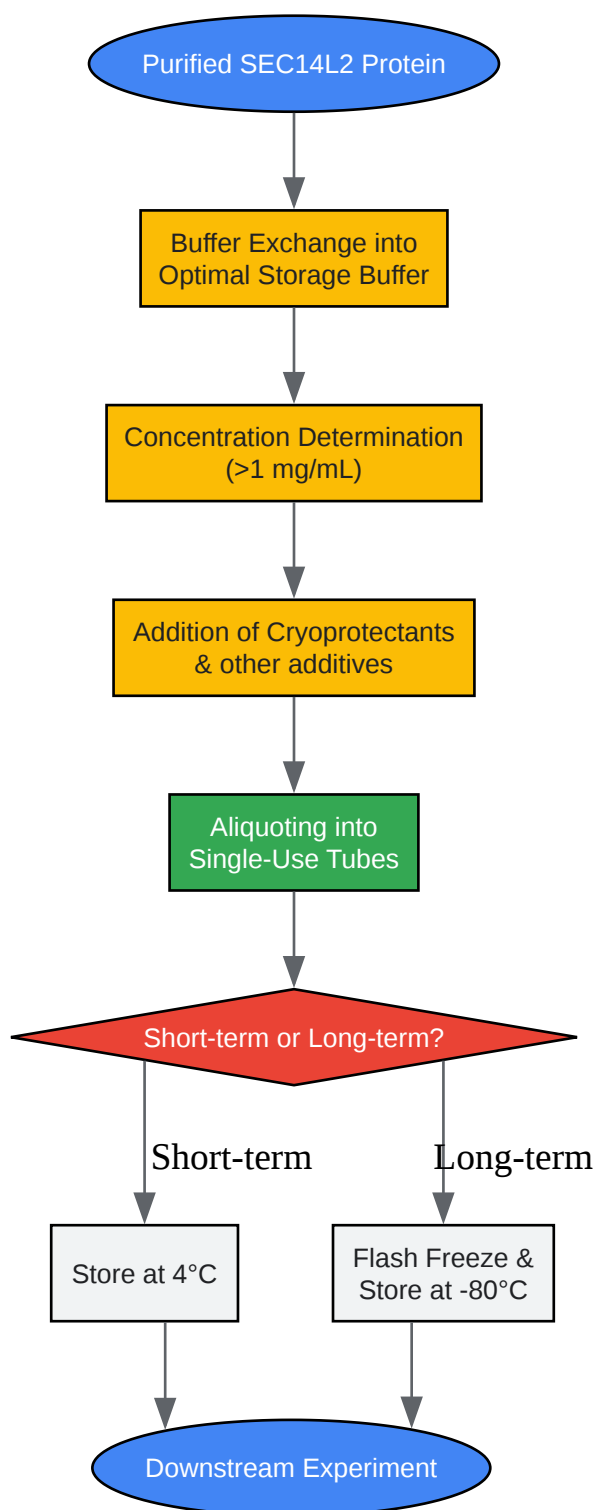 Purified SEC14L2 Protein
Buffer Exchange into
Optimal Storage Buffer
Concentration Determination
(>1 mg/mL)
Addition of Cryoprotectants
& other additives
Aliquoting into
Single-Use Tubes
Short-term or Long-term?
Short-term
Long-term
Store at 4°C
Flash Freeze &
Store at -80°C
Downstream Experiment